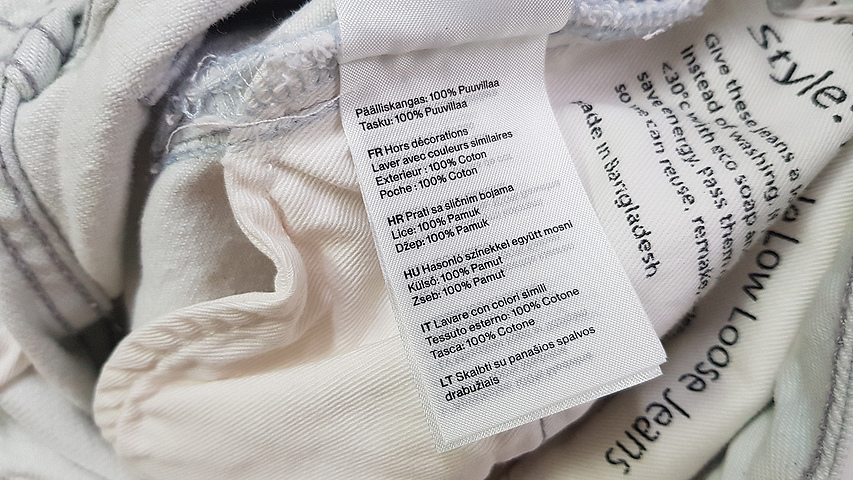 Päälliskangas: 100% Puuvillaa
Tasku: 100% Puuvillaa
FR Hors décorations
Laver avec couleurs similaires
Exterieur : 100% Coton
Poche : 100% Coton
HR Prati sa sličnim bojama
Lice: 100% Pamuk
Džep: 100% Pamuk
HU Hasonló színekkel együtt mosni
Külső: 100% Pamut
Zseb: 100% Pamut
IT Lavare con colori simili
Tessuto esterno: 100% Cotone
Tasca: 100% Cotone
LT Skalbti su panašios spalvos
drabužiais
Style:
Low Loose Jeans
Give these jeans a
instead of washing,
<30°c with eco soap
save energy. Pass them
so we can reuse, remake,
in Bangladesh